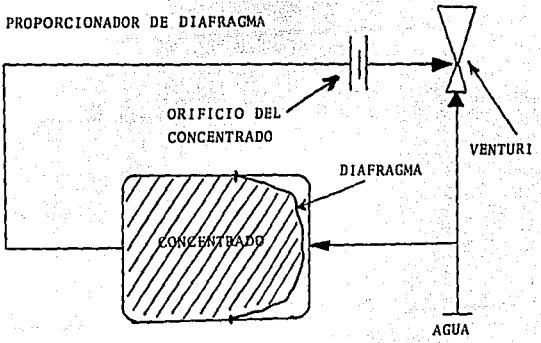 PROPORCIONADOR DE DIAFRAGMA
ORIFICIO DEL
CONCENTRADO
VENTURI
DIAFRAGMA
CONCENTRADO
AGUA